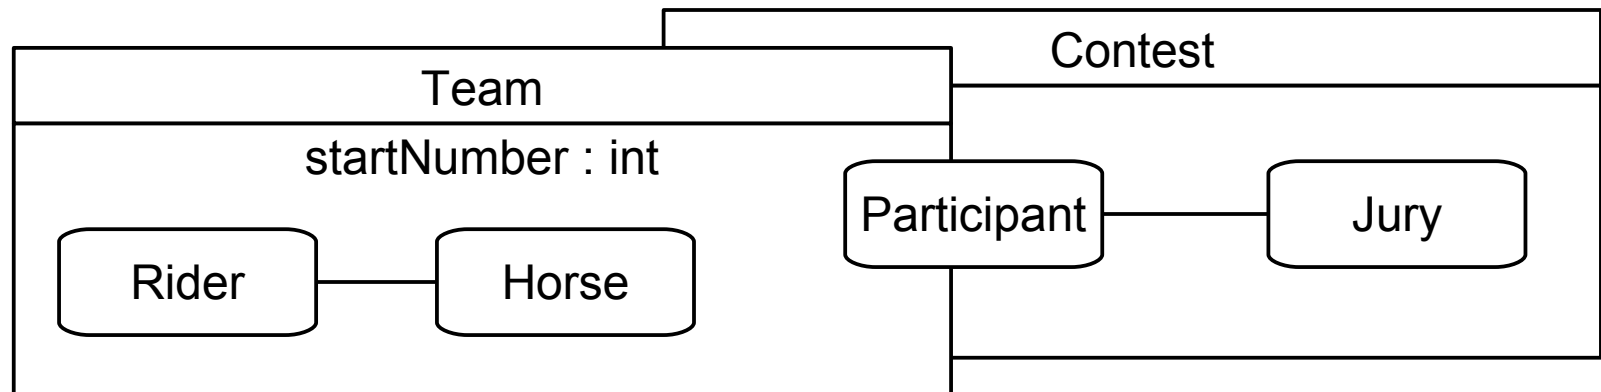 Contest
Team
startNumber : int
Participant
Jury
Rider
Horse